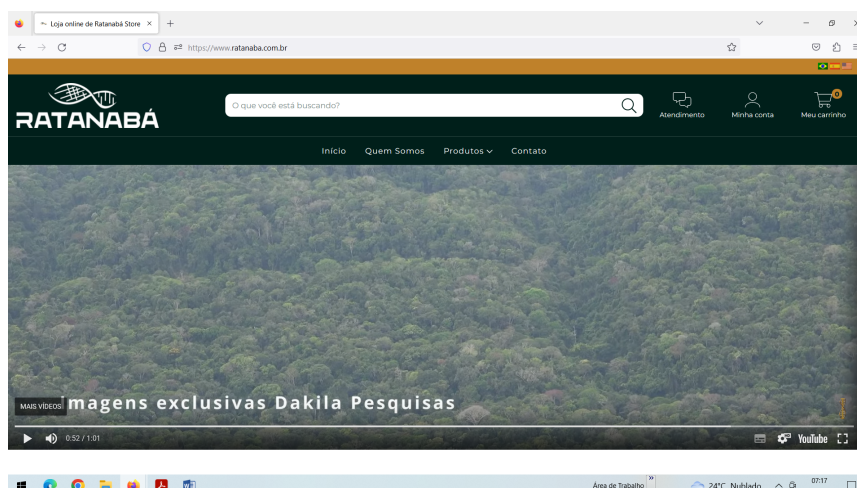 Loja online de Ratanabá Store
https://www.ratanaba.com.br
RATANABÁ
O que você está buscando?
Atendimento
Minha conta
0
Meu carrinho
Início Quem Somos Produtos Contato
MAIS VÍDEOS
magens exclusivas Dakila Pesquisas
0:52 / 1:01
YouTube
Área de Trabalho
24°C Nublado
07:17